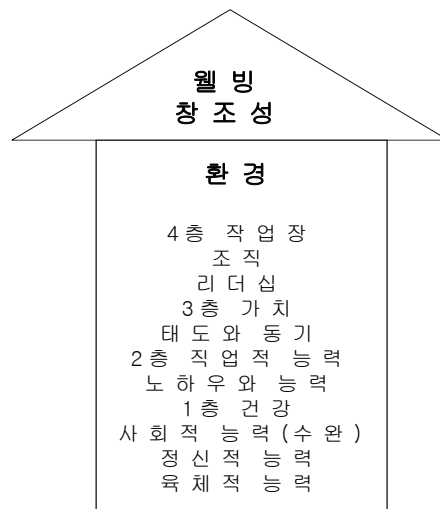 웰빙
창조성
환경
4층 작업장
조직
리더십
3층 가치
태도와 동기
2층 직업적 능력
노하우와 능력
1층 건강
사회적 능력(수완)
정신적 능력
육체적 능력